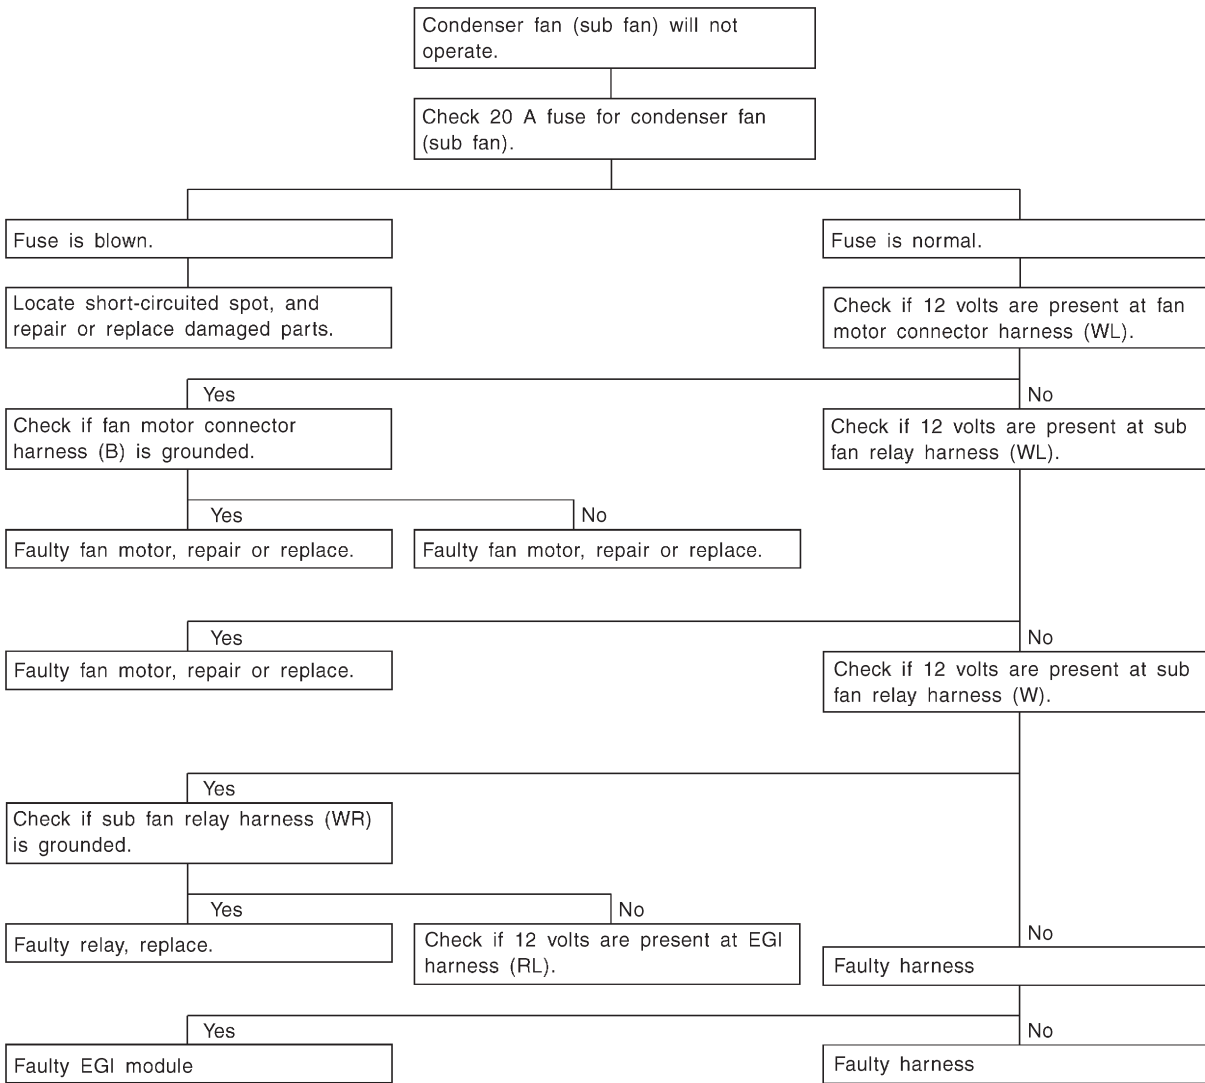 Condenser fan (sub fan) will not
operate.
Check 20 A fuse for condenser fan
(sub fan).
Fuse is blown.
Fuse is normal.
Locate short-circuited spot, and
repair or replace damaged parts.
Check if 12 volts are present at fan
motor connector harness (WL).
Yes
No
Check if fan motor connector
harness (B) is grounded.
Check if 12 volts are present at sub
fan relay harness (WL).
Yes
No
Faulty fan motor, repair or replace.
Faulty fan motor, repair or replace.
Yes
No
Faulty fan motor, repair or replace.
Check if 12 volts are present at sub
fan relay harness (W).
Yes
Check if sub fan relay harness (WR)
is grounded.
Yes
No
No
Faulty relay, replace.
Check if 12 volts are present at EGI
harness (RL).
Faulty harness
Yes
No
Faulty EGI module
Faulty harness